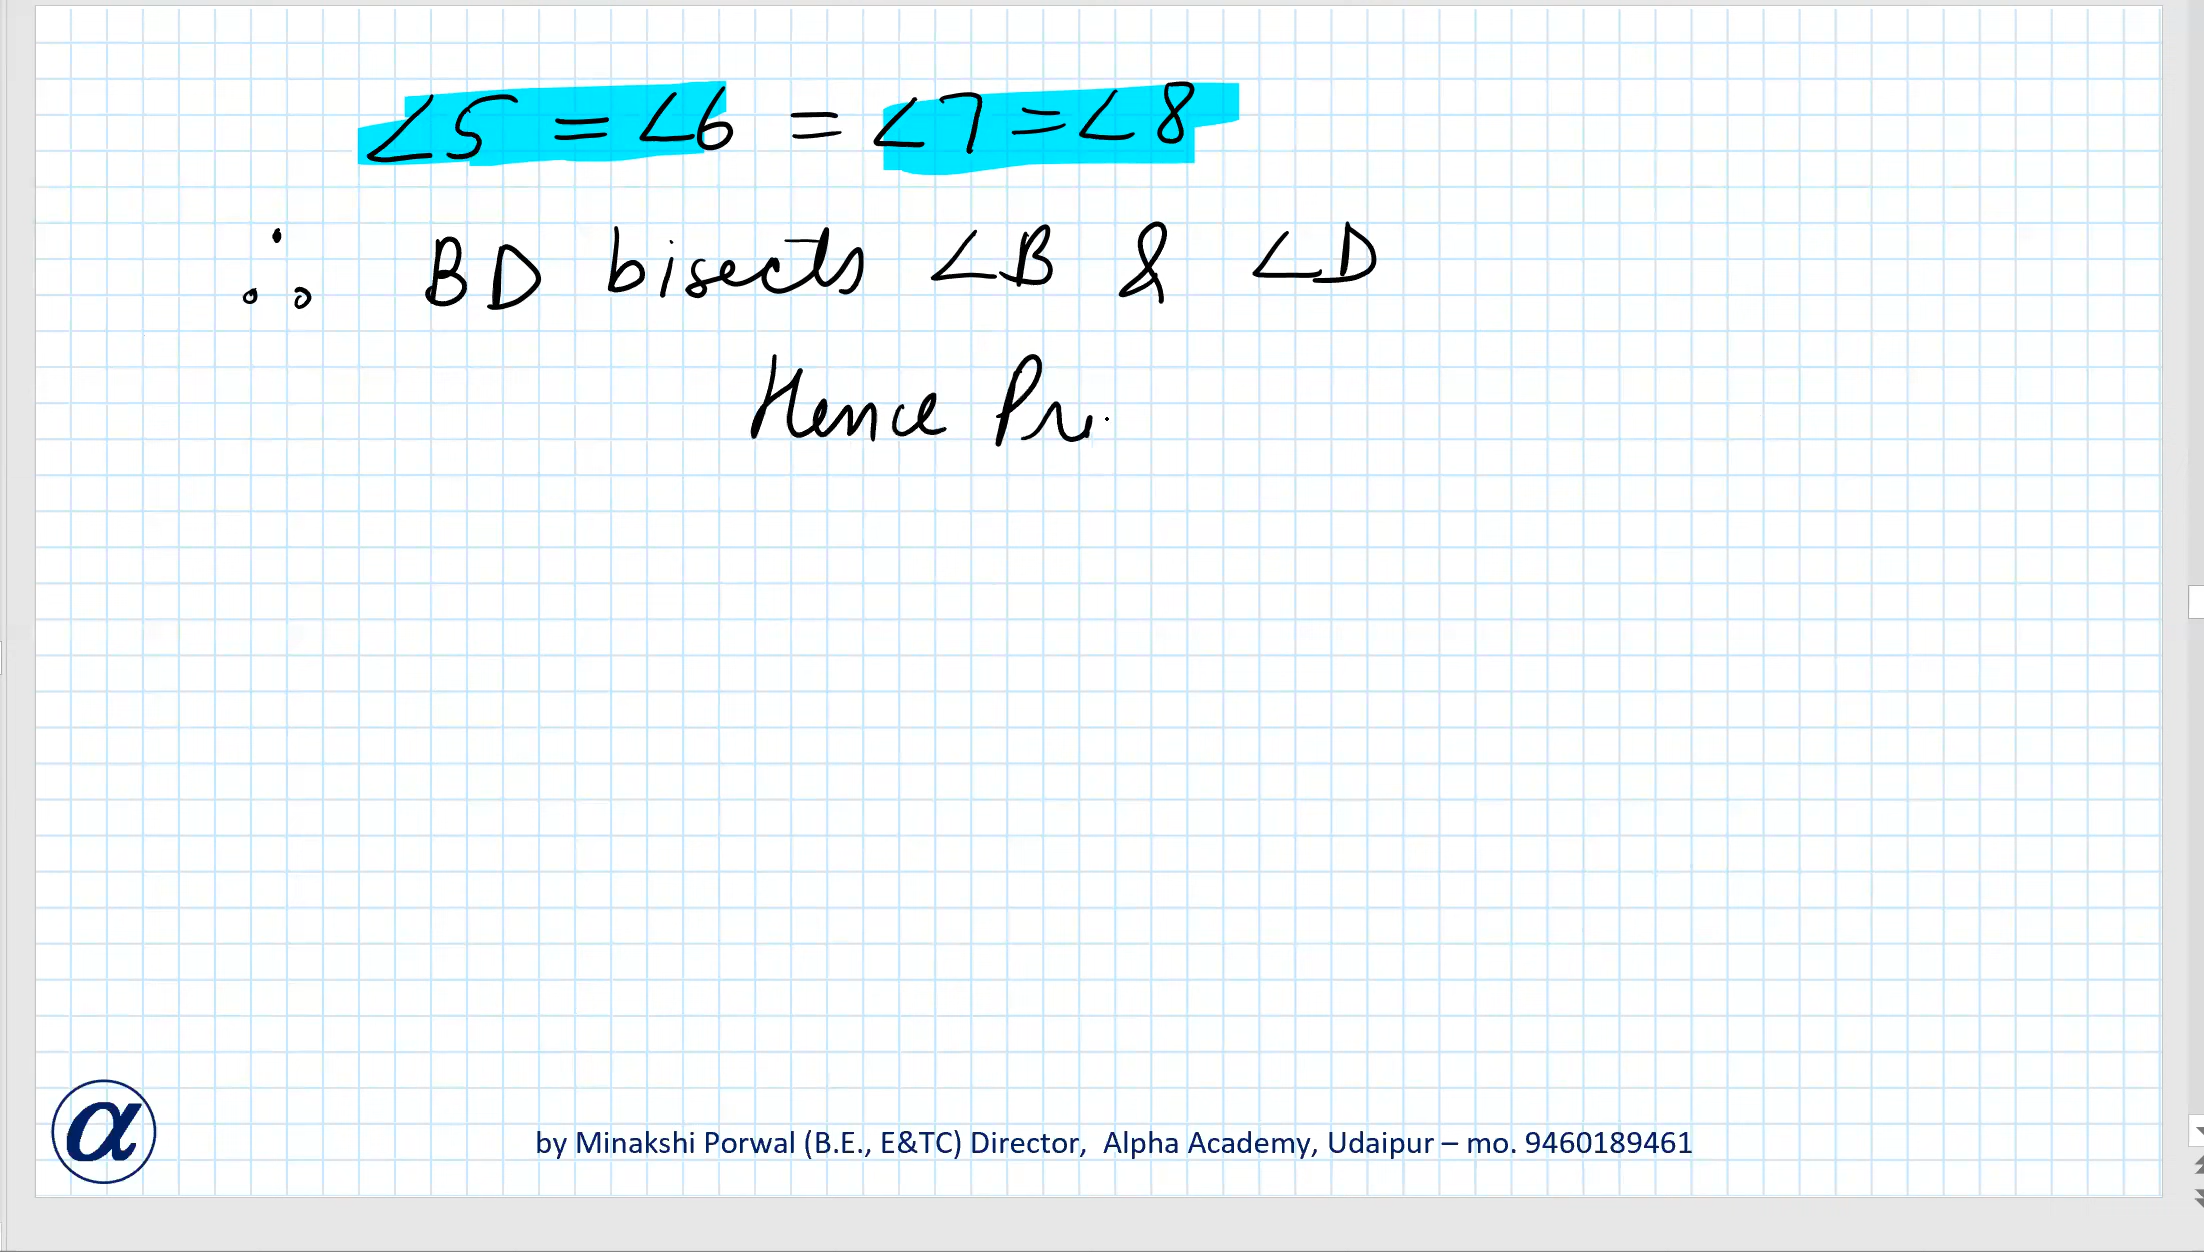 ∠5 = ∠6 = ∠7 = ∠8
∴ BD bisects ∠B & ∠D
Hence Pr
α
by Minakshi Porwal (B.E., E&TC) Director, Alpha Academy, Udaipur – mo. 9460189461